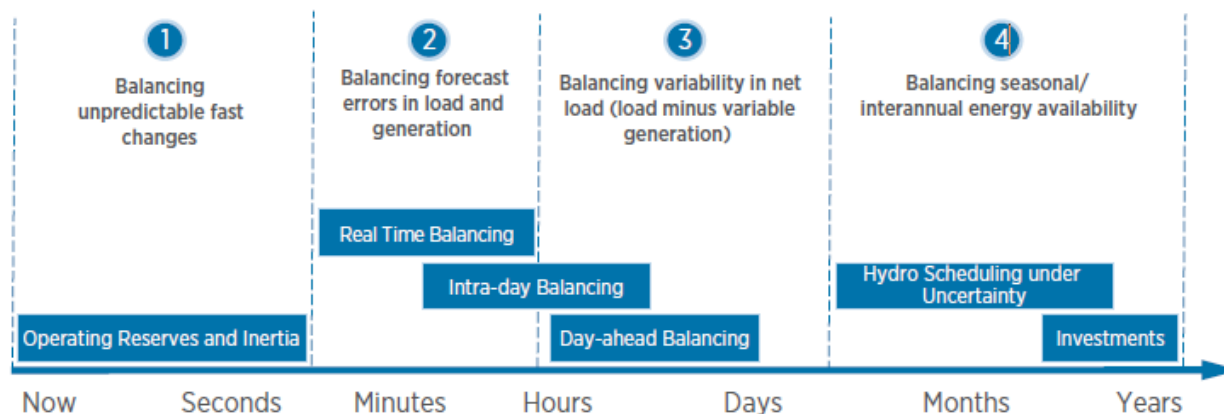 1
Balancing
unpredictable fast
changes
2
Balancing forecast
errors in load and
generation
3
Balancing variability in net
load (load minus variable
generation)
4
Balancing seasonal/
interannual energy availability
Real Time Balancing
Intra-day Balancing
Hydro Scheduling under
Uncertainty
Operating Reserves and Inertia
Day-ahead Balancing
Investments
Now
Seconds
Minutes
Hours
Days
Months
Years